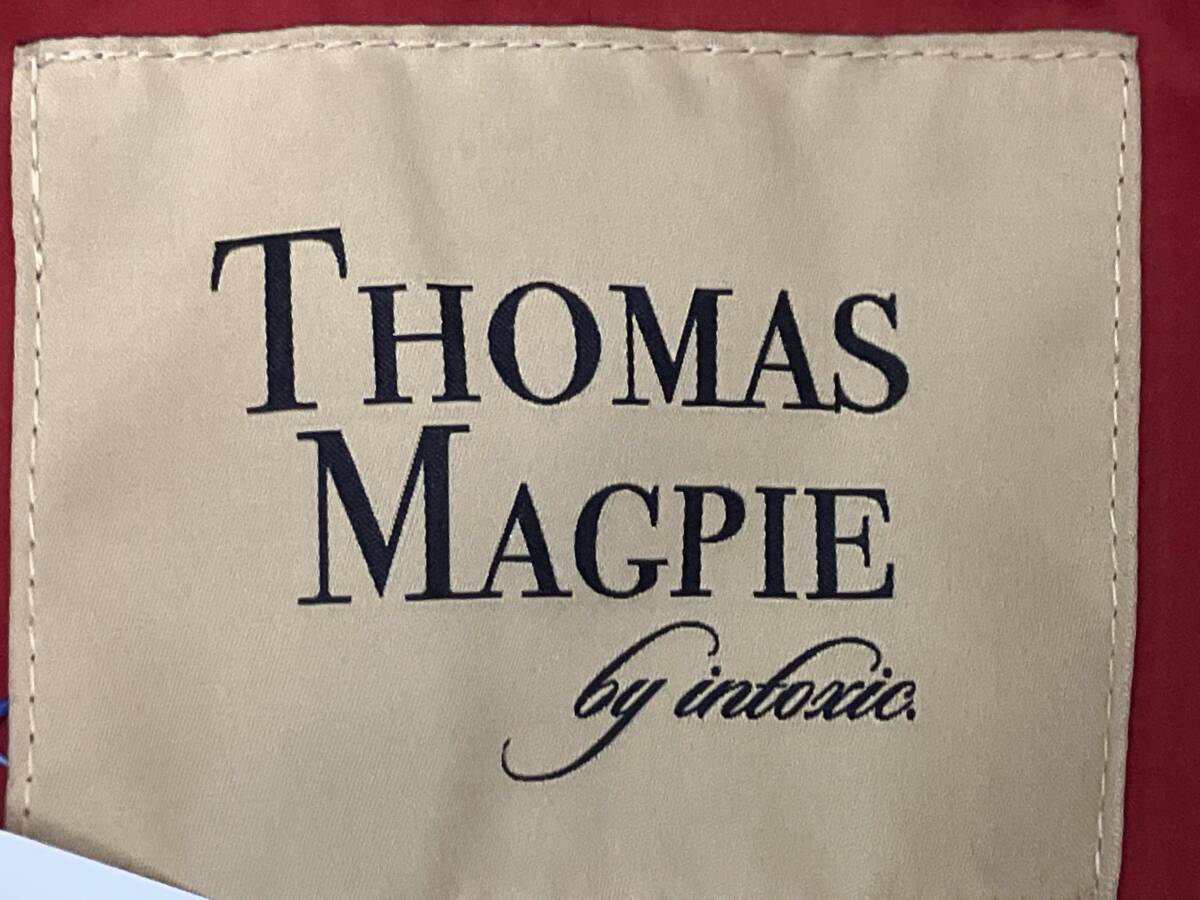 THOMAS
MAGPIE
by intoxic.